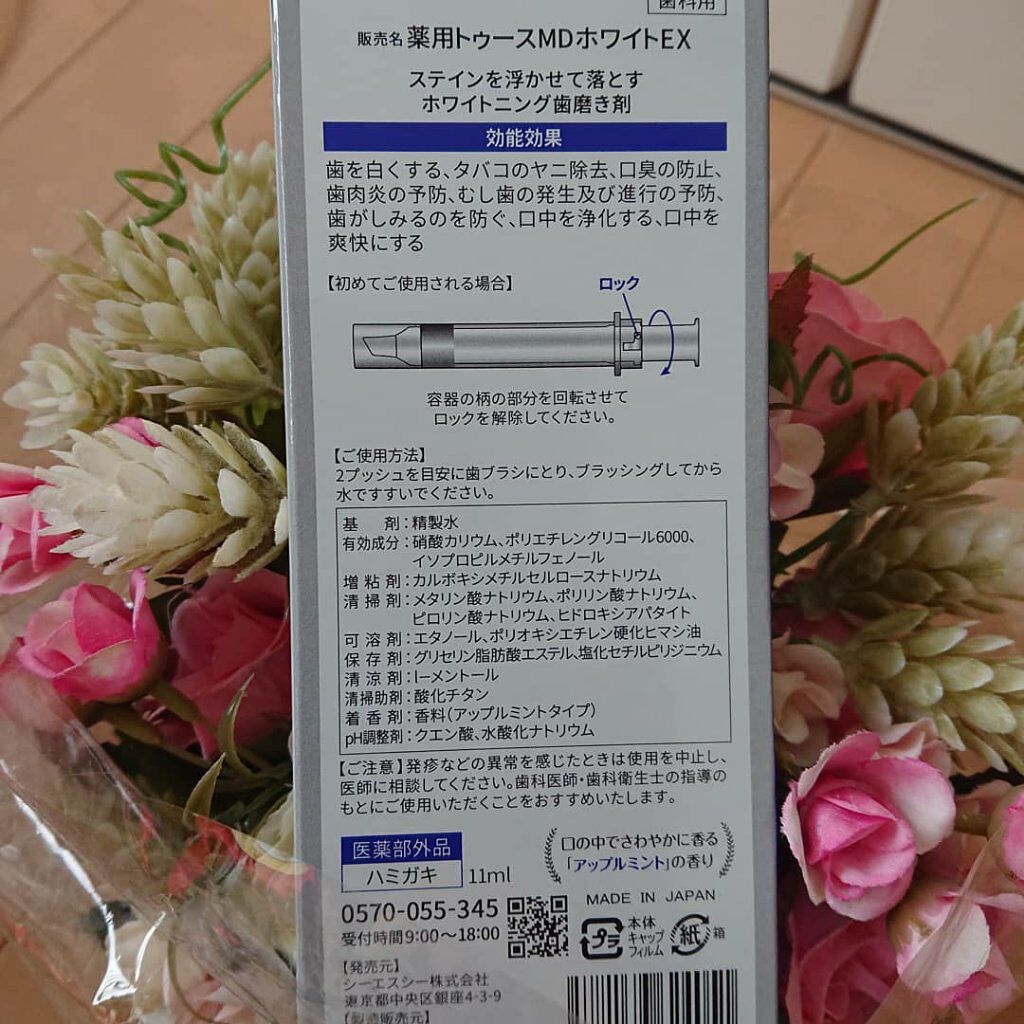 歯科用
販売名 薬用トゥースMDホワイトEX
ステインを浮かせて落とす
ホワイトニング歯磨き剤
効能効果
歯を白くする、タバコのヤニ除去、口臭の防止、
歯肉炎の予防、むし歯の発生及び進行の予防、
歯がしみるのを防ぐ、口中を浄化する、口中を
爽快にする
【初めてご使用される場合】
ロック
容器の柄の部分を回転させて
ロックを解除してください。
【ご使用方法】
2プッシュを目安に歯ブラシにとり、ブラッシングしてから
水ですすいでください。
基 剤：精製水
有効成分：硝酸カリウム、ポリエチレングリコール6000、
イソプロピルメチルフェノール
増粘剤：カルボキシメチルセルロースナトリウム
清掃剤：メタリン酸ナトリウム、ポリリン酸ナトリウム、
ピロリン酸ナトリウム、ヒドロキシアパタイト
可溶剤：エタノール、ポリオキシエチレン硬化ヒマシ油
保存剤：グリセリン脂肪酸エステル、塩化セチルピリジニウム
清涼剤：l－メントール
清掃助剤：酸化チタン
着香剤：香料（アップルミントタイプ）
pH調整剤：クエン酸、水酸化ナトリウム
【ご注意】発疹などの異常を感じたときは使用を中止し、
医師に相談してください。歯科医師・歯科衛生士の指導の
もとにご使用いただくことをおすすめいたします。
医薬部外品
ハミガキ 11ml
口の中でさわやかに香る
「アップルミント」の香り
0570-055-345
受付時間9:00〜18:00
MADE IN JAPAN
プラ
本体
キャップ
フィルム
紙 箱
【発売元】
シーエスシー株式会社
東京都中央区銀座4-3-9
【製造販売元】